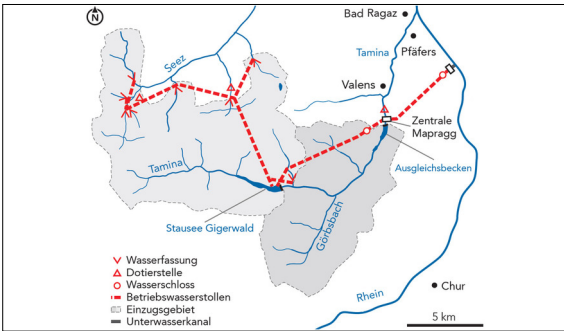 N
Bad Ragaz
Seez
Tamina
Pfäfers
Valens
Zentrale
Mapragg
Tamina
Ausgleichsbecken
Stausee Gigerwald
Görbsbach
Wasserfassung
Dotierstelle
Wasserschloss
Betriebswasserstollen
Einzugsgebiet
Unterwasserkanal
Rhein
Chur
5 km